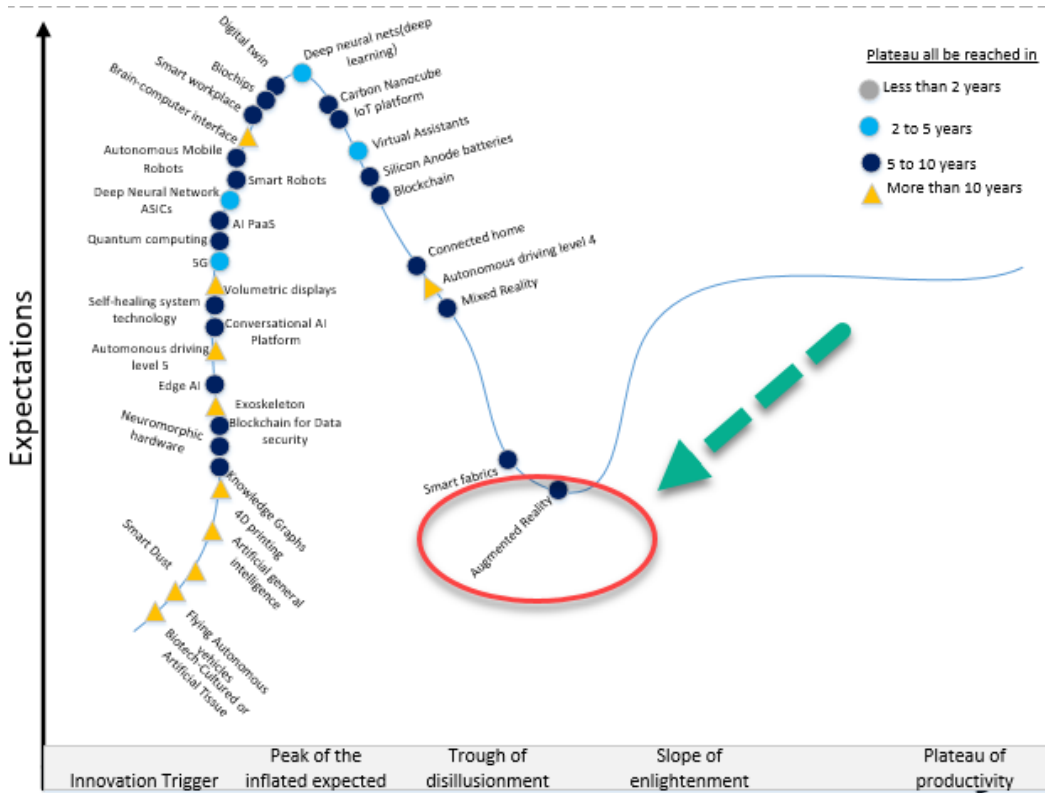 Digital twin
Biochips
Smart workplace
Brain-computer interface
Autonomous Mobile
Robots
Deep Neural Network
ASICs
Quantum computing
5G
Self-healing system
technology
Automonous driving
level 5
Edge AI
Neuromorphic
hardware
Smart Dust
Deep neural nets(deep
learning)
Carbon Nanocube
IoT platform
Virtual Assistants
Silicon Anode batteries
Blockchain
Smart Robots
AI PaaS
Volumetric displays
Conversational AI
Platform
Exoskeleton
Blockchain for Data
security
Knowledge Graphs
4D printing
Artificial general
intelligence
Flying Autonomous
vehicles
Biotech-Cultured or
Artificial Tissue
Connected home
Autonomous driving level 4
Mixed Reality
Smart fabrics
Augmented Reality
Plateau all be reached in
Less than 2 years
2 to 5 years
5 to 10 years
More than 10 years
Expectations
Innovation Trigger
Peak of the
inflated expected
Trough of
disillusionment
Slope of
enlightenment
Plateau of
productivity